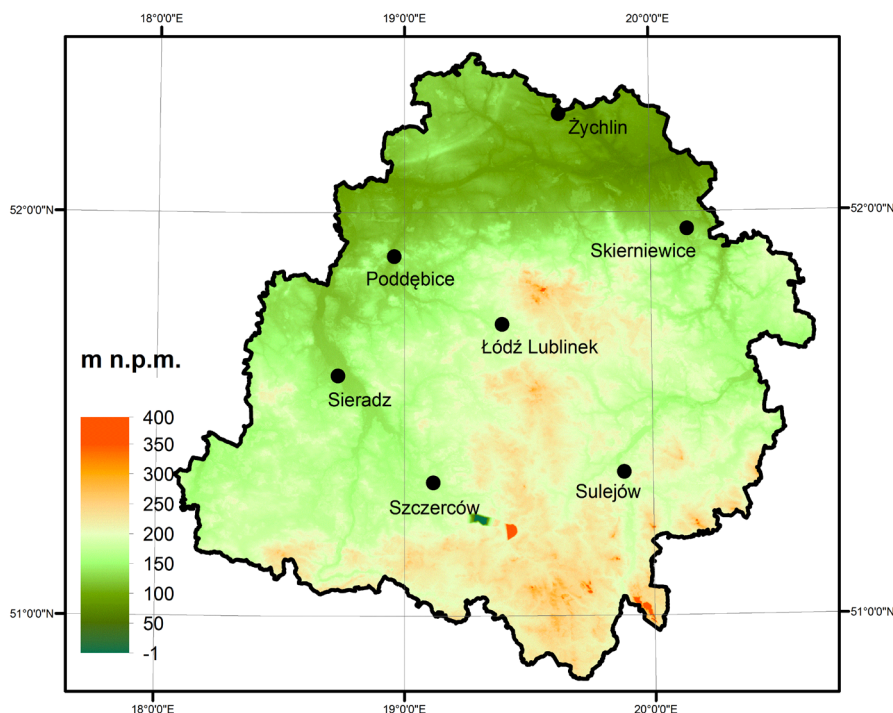 18°0'0"E 19°0'0"E 20°0'0"E
Żychlin
52°0'0"N 52°0'0"N
Skierniewice
Poddębice
Łódź Lublinek
m n.p.m.
Sieradz
400
350
300
250
200
150
100
50
-1
Sulejów
Szczerców
51°0'0"N 51°0'0"N
18°0'0"E 19°0'0"E 20°0'0"E